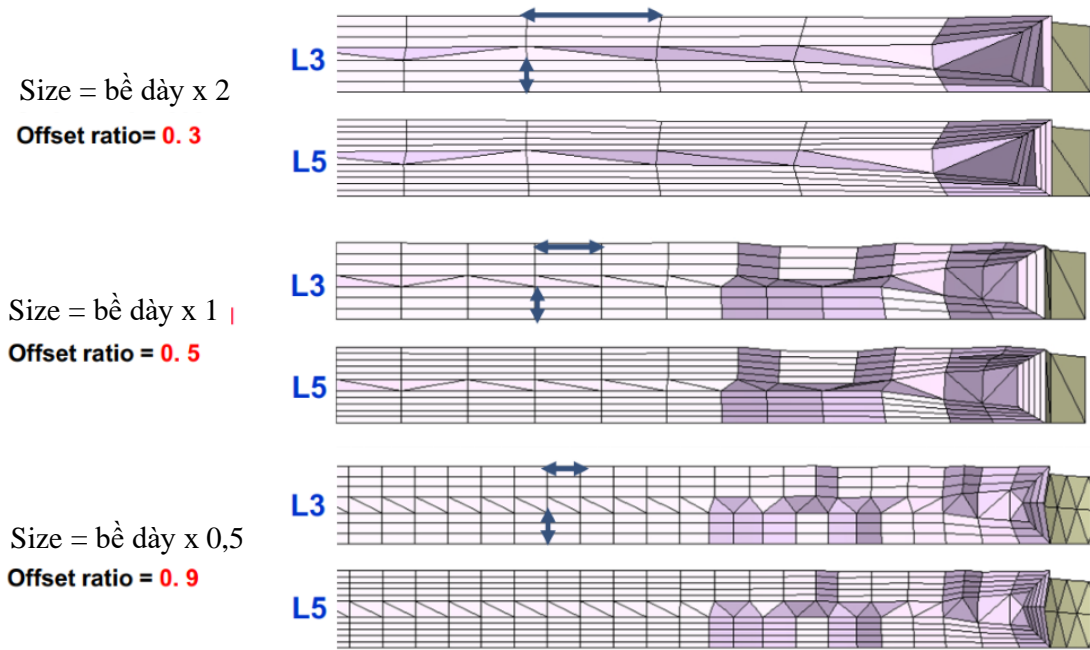 L3
Size = bề dày x 2
Offset ratio= 0. 3
L5
L3
Size = bề dày x 1
Offset ratio = 0. 5
L5
L3
Size = bề dày x 0,5
Offset ratio = 0. 9
L5